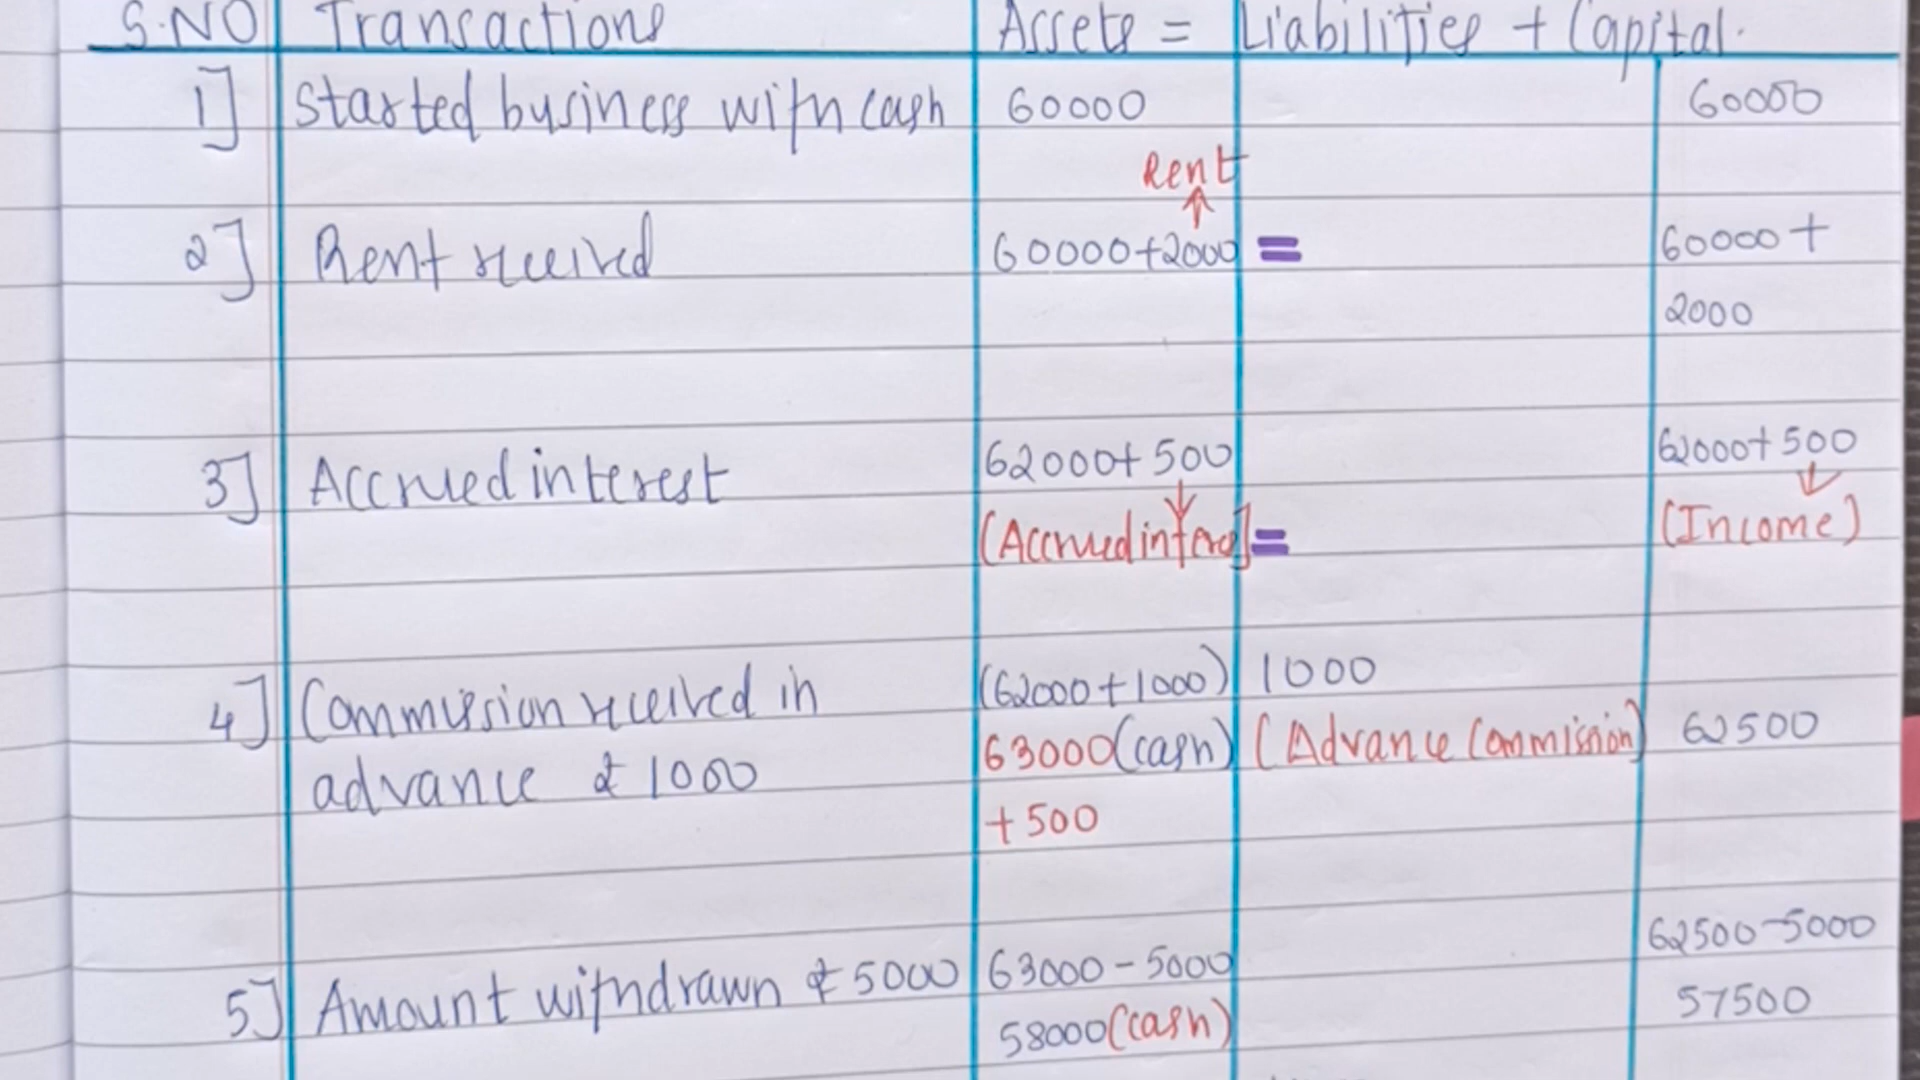 S.NO Transactions Assets = Liabilities + Capital.
1] Started business with cash 60000 60000
Rent
2] Rent received 60000+2000 = 60000+
2000
3] Accrued interest 62000+ 500 62000+ 500
(Accrued = (Income)
4] Commission received in (62000+1000) 1000
63000(cash) (Advance Commission) 62500
advance ₹ 1000
+500
62500-5000
5] Amount withdrawn ₹ 5000 63000-5000
58000(cash) 57500